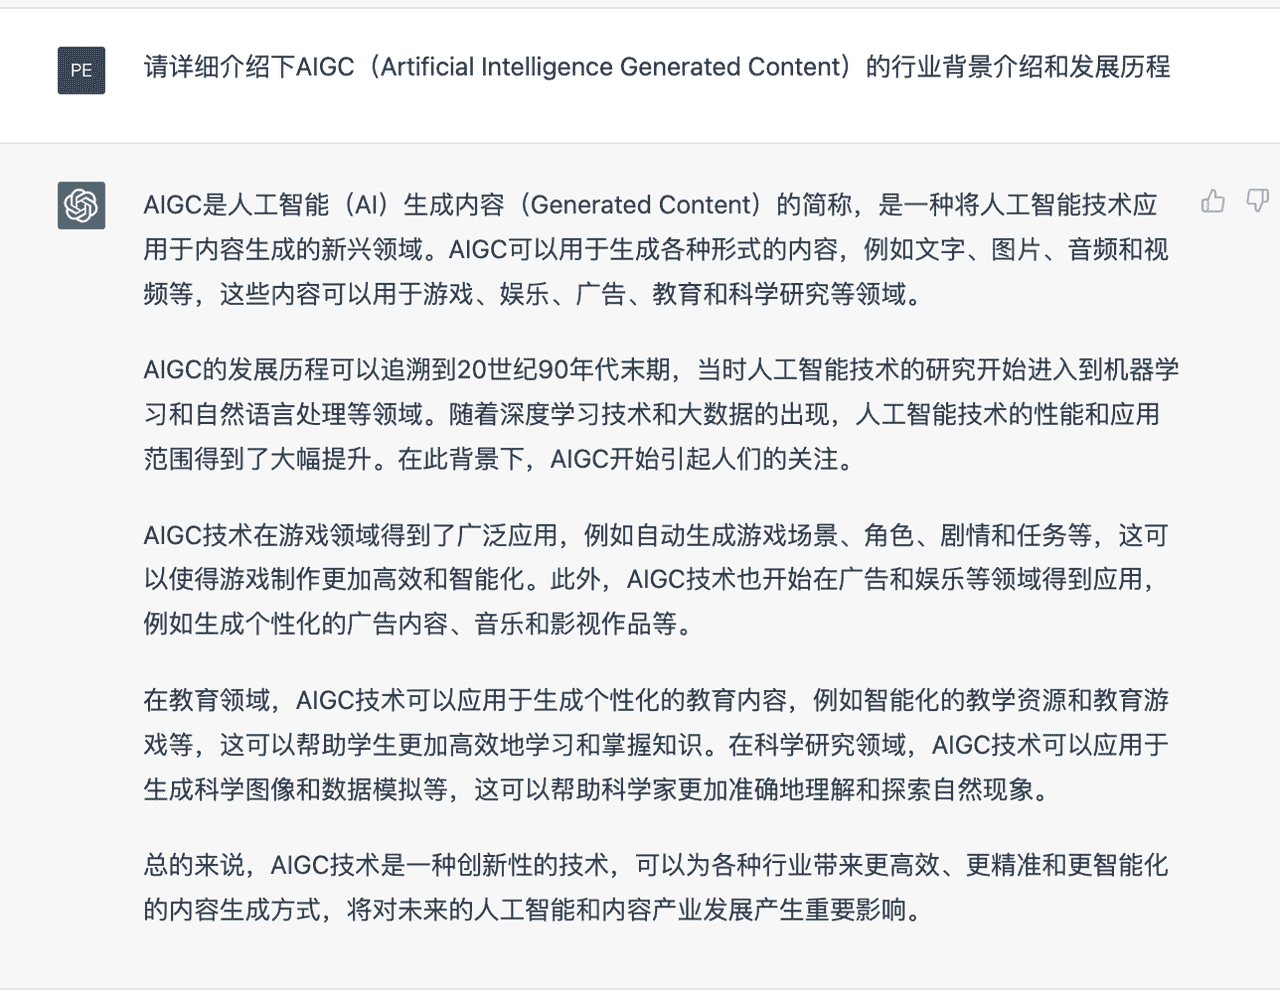 PE
请详细介绍下AIGC（Artificial Intelligence Generated Content）的行业背景介绍和发展历程
AIGC是人工智能（AI）生成内容（Generated Content）的简称，是一种将人工智能技术应
用于内容生成的新兴领域。AIGC可以用于生成各种形式的内容，例如文字、图片、音频和视
频等，这些内容可以用于游戏、娱乐、广告、教育和科学研究等领域。
AIGC的发展历程可以追溯到20世纪90年代末期，当时人工智能技术的研究开始进入到机器学
习和自然语言处理等领域。随着深度学习技术和大数据的出现，人工智能技术的性能和应用
范围得到了大幅提升。在此背景下，AIGC开始引起人们的关注。
AIGC技术在游戏领域得到了广泛应用，例如自动生成游戏场景、角色、剧情和任务等，这可
以使得游戏制作更加高效和智能化。此外，AIGC技术也开始在广告和娱乐等领域得到应用，
例如生成个性化的广告内容、音乐和影视作品等。
在教育领域，AIGC技术可以应用于生成个性化的教育内容，例如智能化的教学资源和教育游
戏等，这可以帮助学生更加高效地学习和掌握知识。在科学研究领域，AIGC技术可以应用于
生成科学图像和数据模拟等，这可以帮助科学家更加准确地理解和探索自然现象。
总的来说，AIGC技术是一种创新性的技术，可以为各种行业带来更高效、更精准和更智能化
的内容生成方式，将对未来的人工智能和内容产业发展产生重要影响。